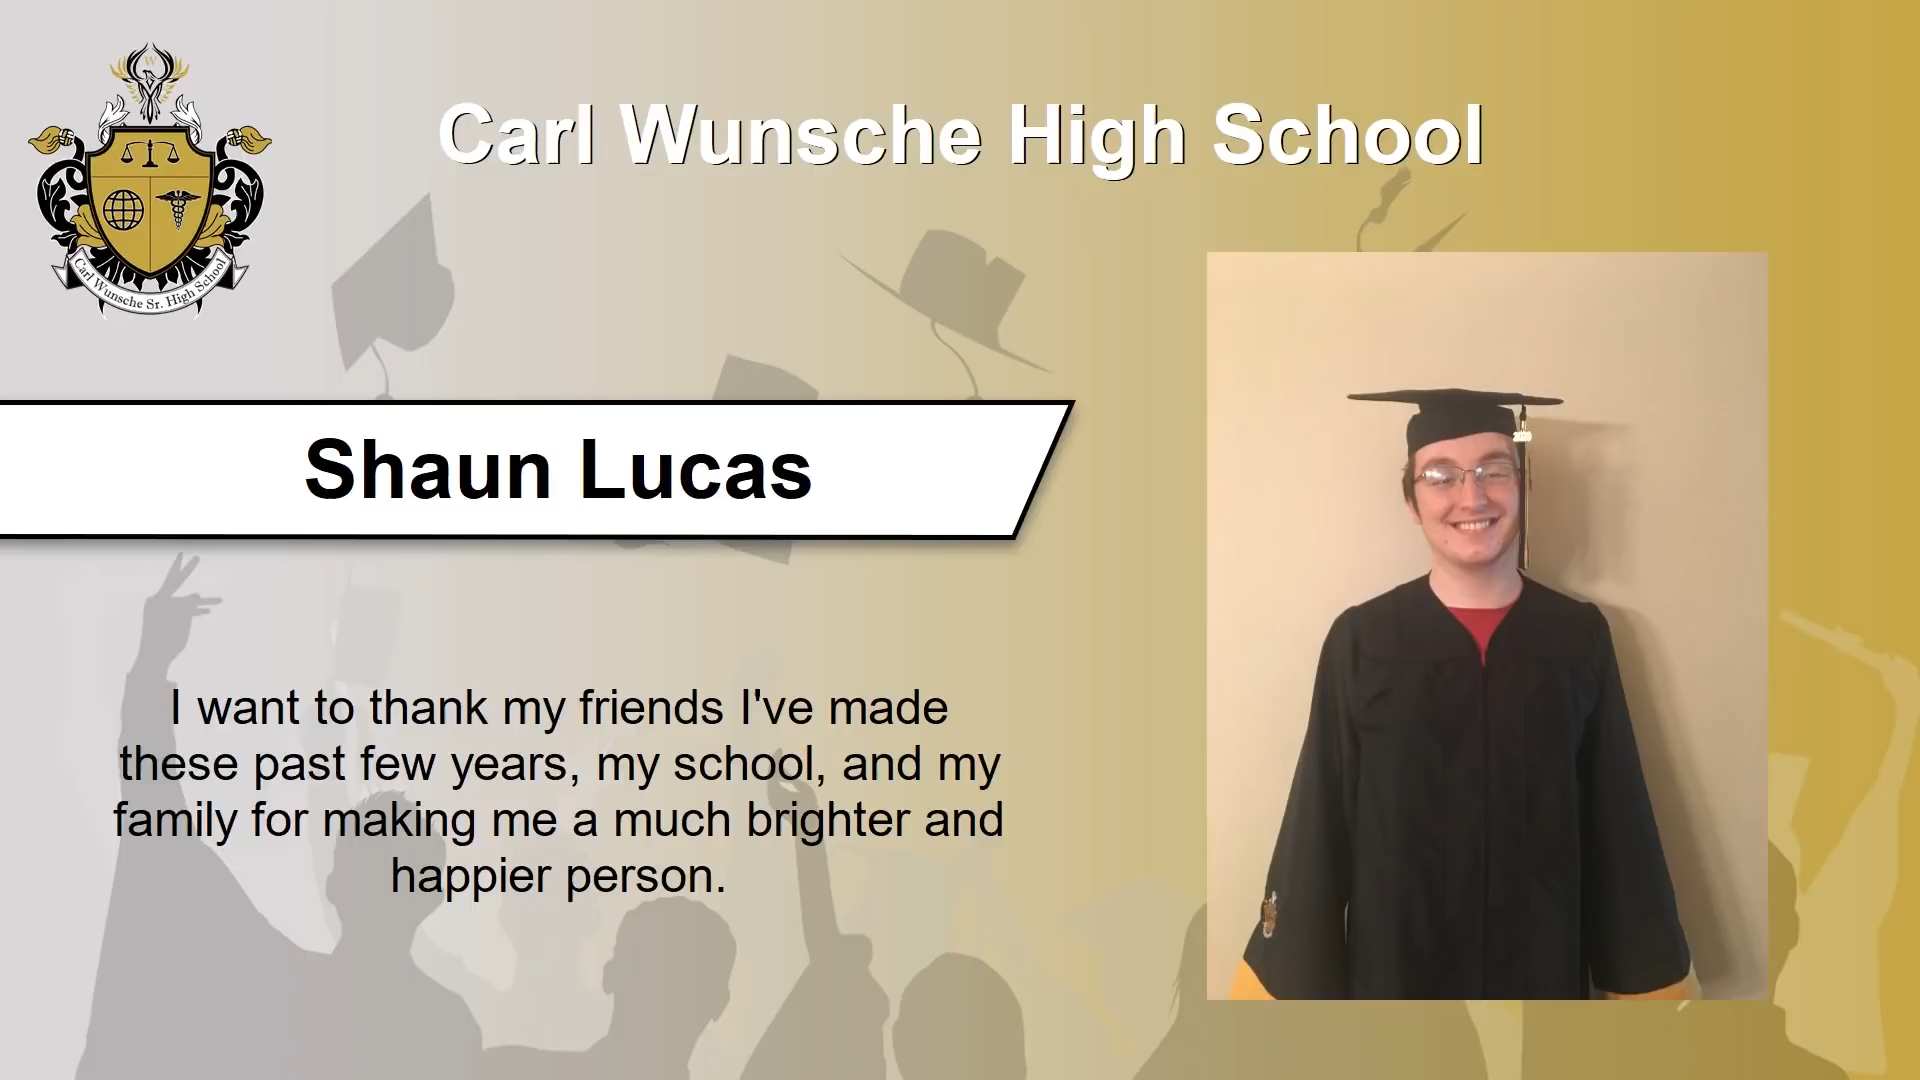 W
Carl Wunsche Sr. High School
Carl Wunsche High School
Shaun Lucas
I want to thank my friends I've made
these past few years, my school, and my
family for making me a much brighter and
happier person.